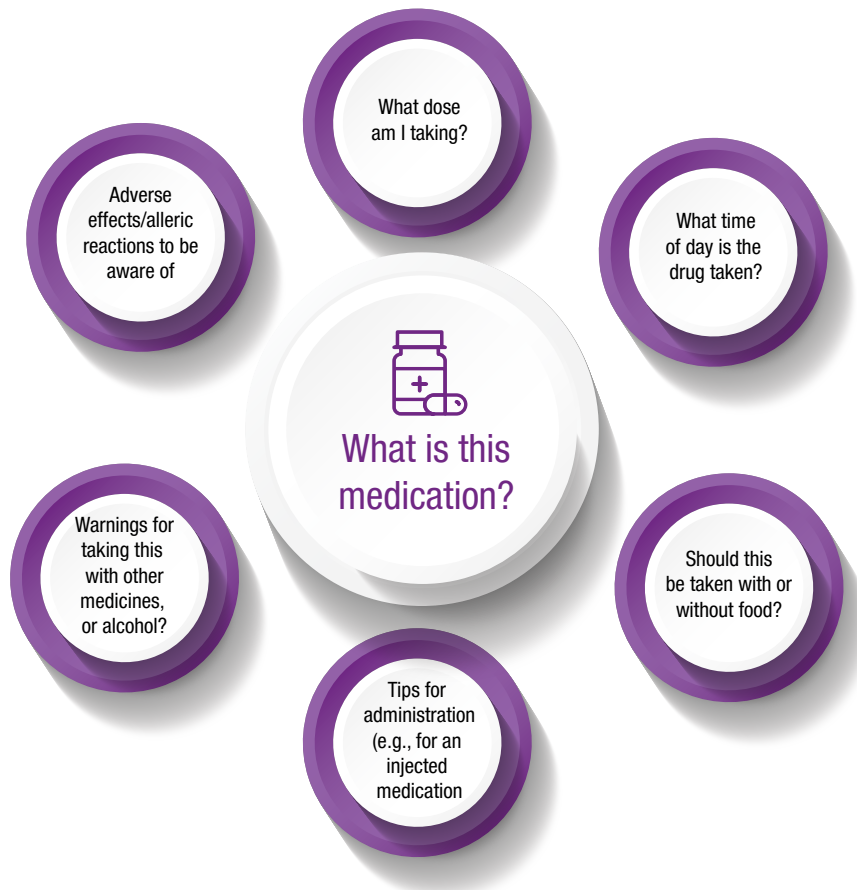 What dose
am I taking?
Adverse
effects/alleric
reactions to be
aware of
What time
of day is the
drug taken?
What is this
medication?
Warnings for
taking this
with other
medicines,
or alcohol?
Should this
be taken with or
without food?
Tips for
administration
(e.g., for an
injected
medication